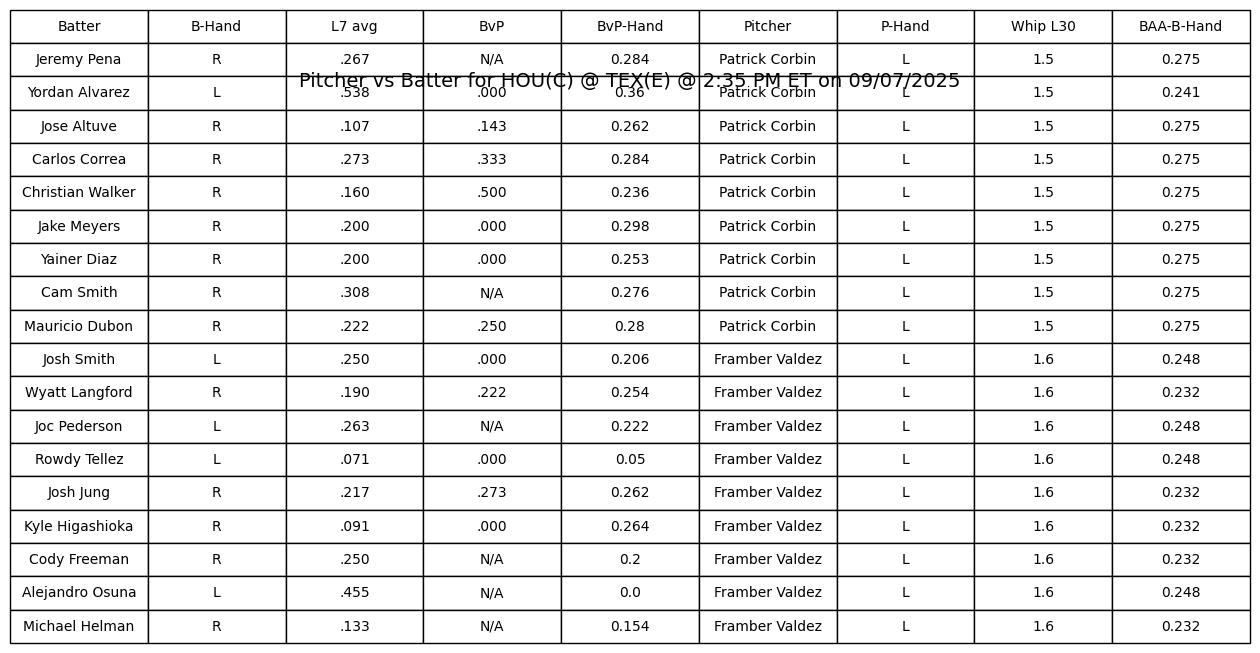 Batter B-Hand L7 avg BvP BvP-Hand Pitcher P-Hand Whip L30 BAA-B-Hand
Jeremy Pena R .267 N/A 0.284 Patrick Corbin L 1.5 0.275
Pitcher vs Batter for HOU(C) @ TEX(E) @ 2:35 PM ET on 09/07/2025
Yordan Alvarez L .538 .000 0.36 Patrick Corbin L 1.5 0.241
Jose Altuve R .107 .143 0.262 Patrick Corbin L 1.5 0.275
Carlos Correa R .273 .333 0.284 Patrick Corbin L 1.5 0.275
Christian Walker R .160 .500 0.236 Patrick Corbin L 1.5 0.275
Jake Meyers R .200 .000 0.298 Patrick Corbin L 1.5 0.275
Yainer Diaz R .200 .000 0.253 Patrick Corbin L 1.5 0.275
Cam Smith R .308 N/A 0.276 Patrick Corbin L 1.5 0.275
Mauricio Dubon R .222 .250 0.28 Patrick Corbin L 1.5 0.275
Josh Smith L .250 .000 0.206 Framber Valdez L 1.6 0.248
Wyatt Langford R .190 .222 0.254 Framber Valdez L 1.6 0.232
Joc Pederson L .263 N/A 0.222 Framber Valdez L 1.6 0.248
Rowdy Tellez L .071 .000 0.05 Framber Valdez L 1.6 0.248
Josh Jung R .217 .273 0.262 Framber Valdez L 1.6 0.232
Kyle Higashioka R .091 .000 0.264 Framber Valdez L 1.6 0.232
Cody Freeman R .250 N/A 0.2 Framber Valdez L 1.6 0.232
Alejandro Osuna L .455 N/A 0.0 Framber Valdez L 1.6 0.248
Michael Helman R .133 N/A 0.154 Framber Valdez L 1.6 0.232